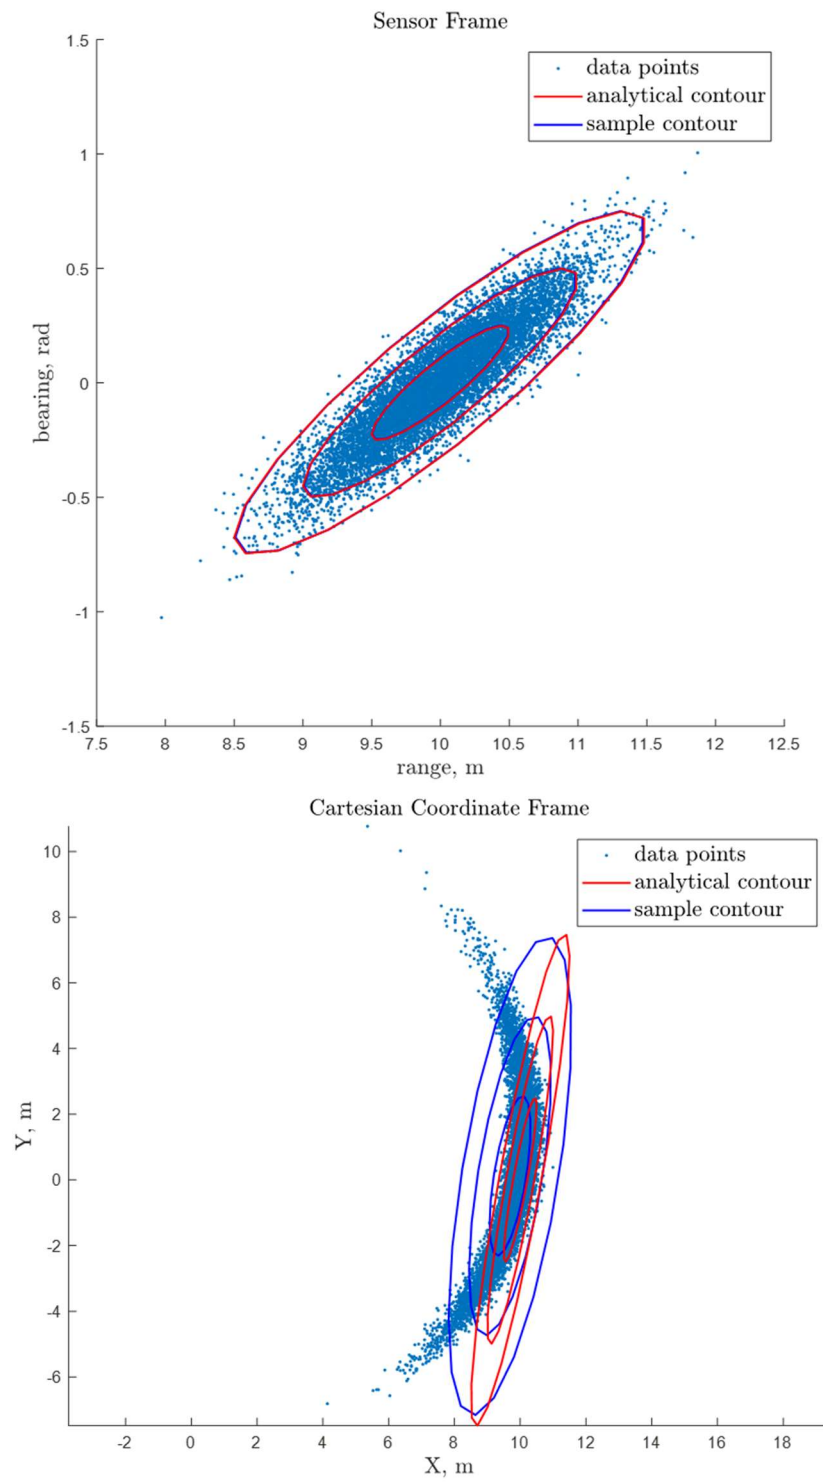 Sensor Frame
1.5
data points
analytical contour
sample contour
1
0.5
0
-0.5
-1
-1.5
7.5 8 8.5 9 9.5 10 10.5 11 11.5 12 12.5
bearing, rad
range, m
Cartesian Coordinate Frame
data points
analytical contour
sample contour
10
8
6
4
2
0
-2
-4
-6
-2 0 2 4 6 8 10 12 14 16 18
Y, m
X, m